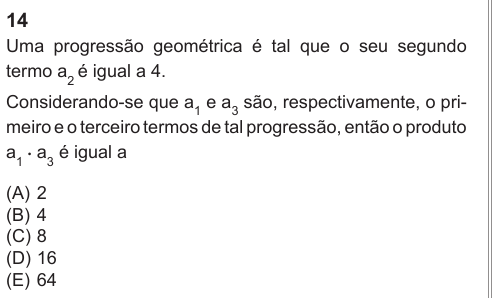 14
Uma progressão geométrica é tal que o seu segundo
termo a₂ é igual a 4.
Considerando-se que a₁ e a₃ são, respectivamente, o pri-
meiro e o terceiro termos de tal progressão, então o produto
a₁ · a₃ é igual a
(A) 2
(B) 4
(C) 8
(D) 16
(E) 64